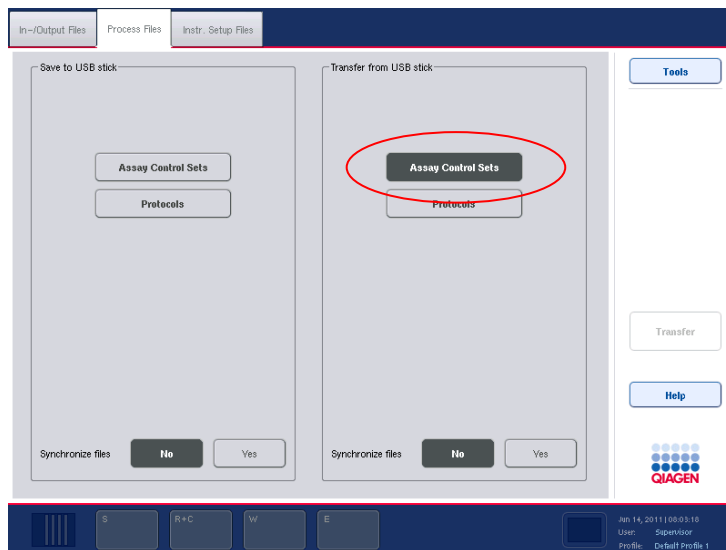 In-/Output Files
Process Files
Instr. Setup Files
Save to USB stick
Transfer from USB stick
Tools
Assay Control Sets
Assay Control Sets
Protocols
Protocols
Transfer
Help
Synchronize files
No
Yes
Synchronize files
No
Yes
QIAGEN
S
R+C
W
E
Jun 14, 2011 | 08:03:18
User: Supervisor
Profile: Default Profile 1